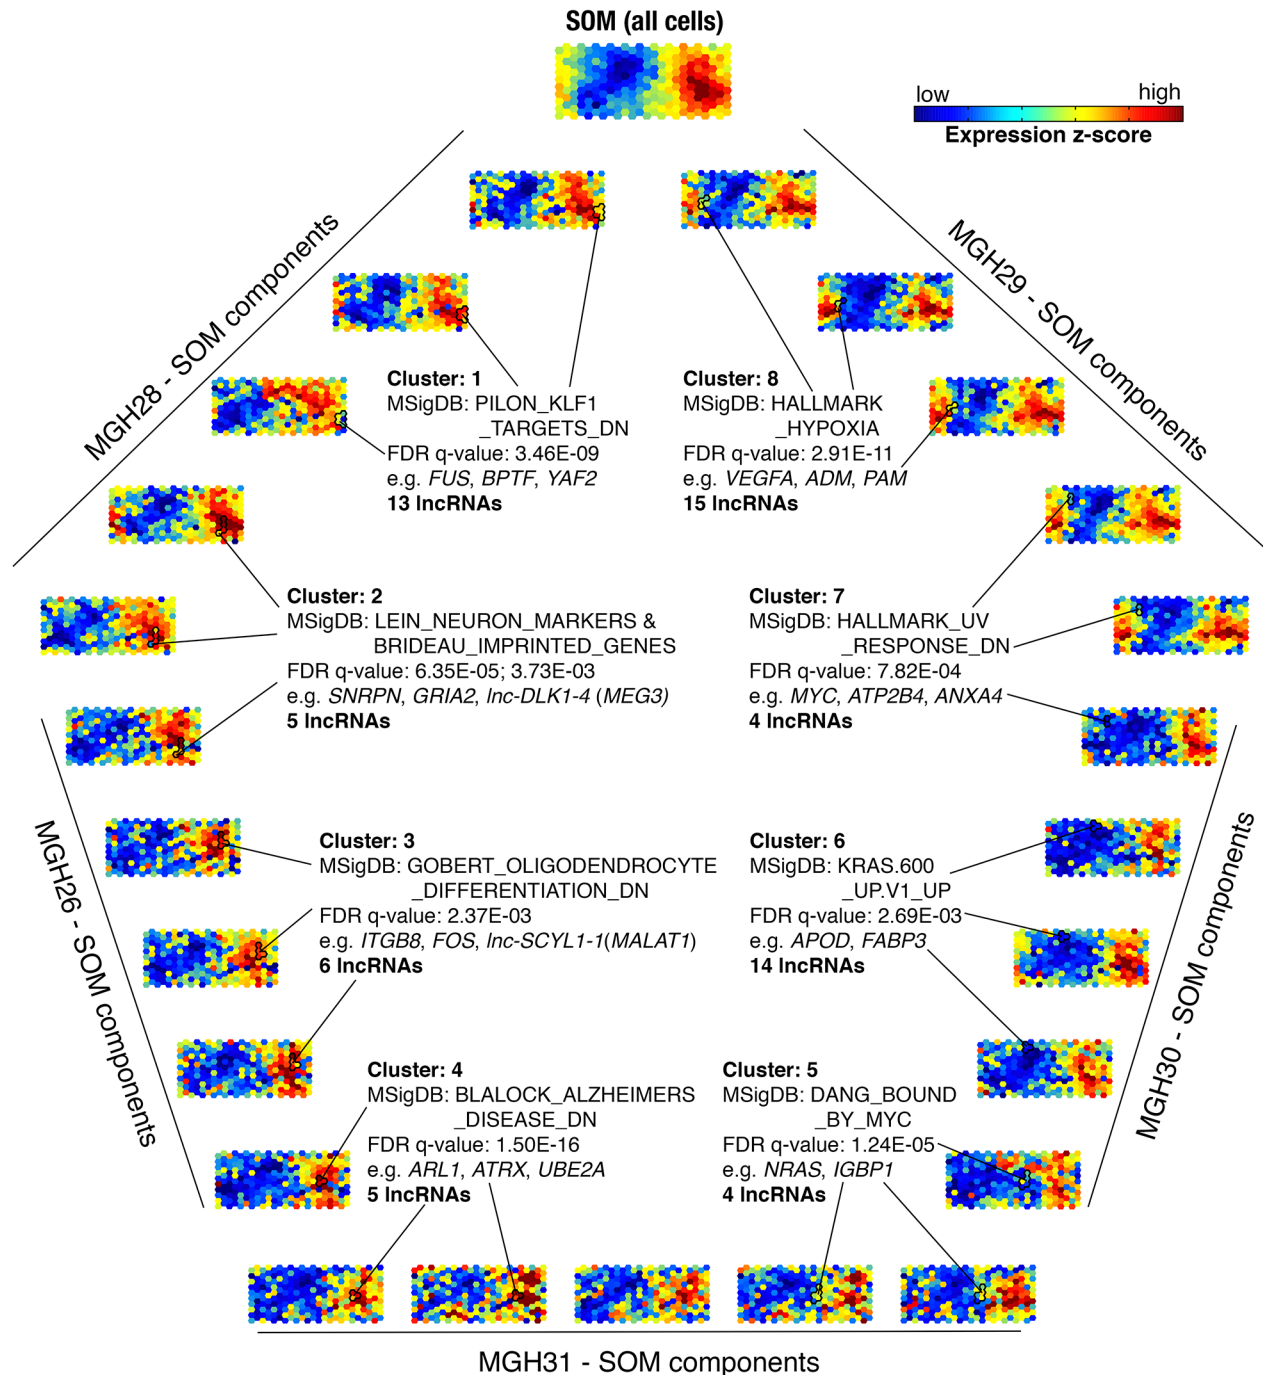 SOM (all cells)
low high
Expression z-score
MGH28 - SOM components
MGH29 - SOM components
Cluster: 1
MSigDB: PILON_KLF1
_TARGETS_DN
FDR q-value: 3.46E-09
e.g. FUS, BPTF, YAF2
13 lncRNAs
Cluster: 8
MSigDB: HALLMARK
_HYPOXIA
FDR q-value: 2.91E-11
e.g. VEGFA, ADM, PAM
15 lncRNAs
Cluster: 2
MSigDB: LEIN_NEURON_MARKERS &
BRIDEAU_IMPRINTED_GENES
FDR q-value: 6.35E-05; 3.73E-03
e.g. SNRPN, GRIA2, lnc-DLK1-4 (MEG3)
5 lncRNAs
Cluster: 7
MSigDB: HALLMARK_UV
_RESPONSE_DN
FDR q-value: 7.82E-04
e.g. MYC, ATP2B4, ANXA4
4 lncRNAs
MGH26 - SOM components
Cluster: 3
MSigDB: GOBERT_OLIGODENDROCYTE
_DIFFERENTIATION_DN
FDR q-value: 2.37E-03
e.g. ITGB8, FOS, lnc-SCYL1-1(MALAT1)
6 lncRNAs
Cluster: 6
MSigDB: KRAS.600
_UP.V1_UP
FDR q-value: 2.69E-03
e.g. APOD, FABP3
14 lncRNAs
MGH30 - SOM components
Cluster: 4
MSigDB: BLALOCK_ALZHEIMERS
_DISEASE_DN
FDR q-value: 1.50E-16
e.g. ARL1, ATRX, UBE2A
5 lncRNAs
Cluster: 5
MSigDB: DANG_BOUND
_BY_MYC
FDR q-value: 1.24E-05
e.g. NRAS, IGBP1
4 lncRNAs
MGH31 - SOM components